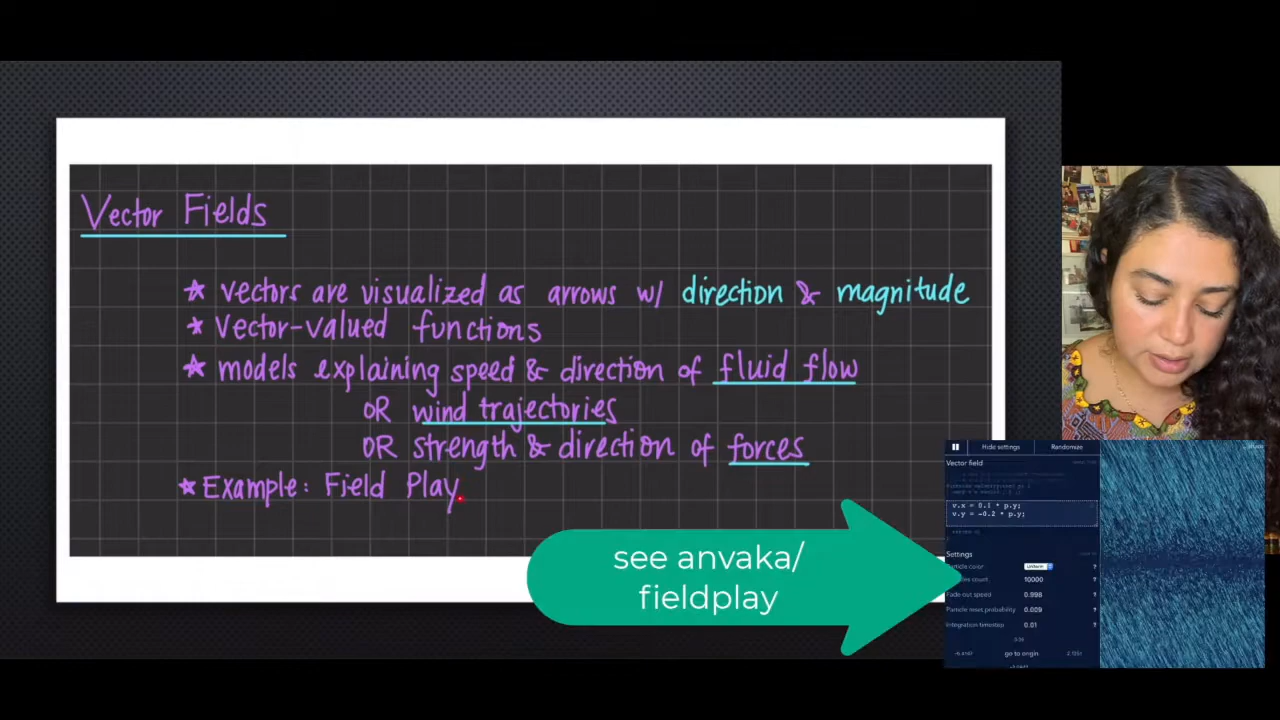 Vector Fields
★ vectors are visualized as arrows w/ direction & magnitude
★ Vector-valued functions
★ models explaining speed & direction of fluid flow
OR wind trajectories
OR strength & direction of forces
★ Example: Field Play
see anvaka/
fieldplay
Hide settings Randomize
Vector field
v.x = 0.1 * p.y;
v.y = -0.2 * p.y;
Settings
Particle color Uniform
count 10000
Fade out speed 0.998
Particle reset probability 0.009
Integration timestep 0.01
go to origin